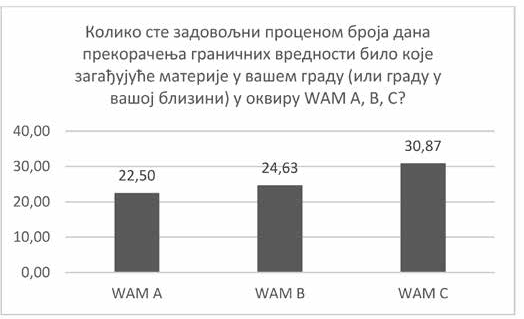 Колико сте задовољни проценом броја дана
прекорачења граничних вредности било које
загађујуће материје у вашем граду (или граду у
вашој близини) у оквиру WAM A, B, C?
40,00
30,00
20,00
10,00
0,00
22,50
24,63
30,87
WAM A
WAM B
WAM C